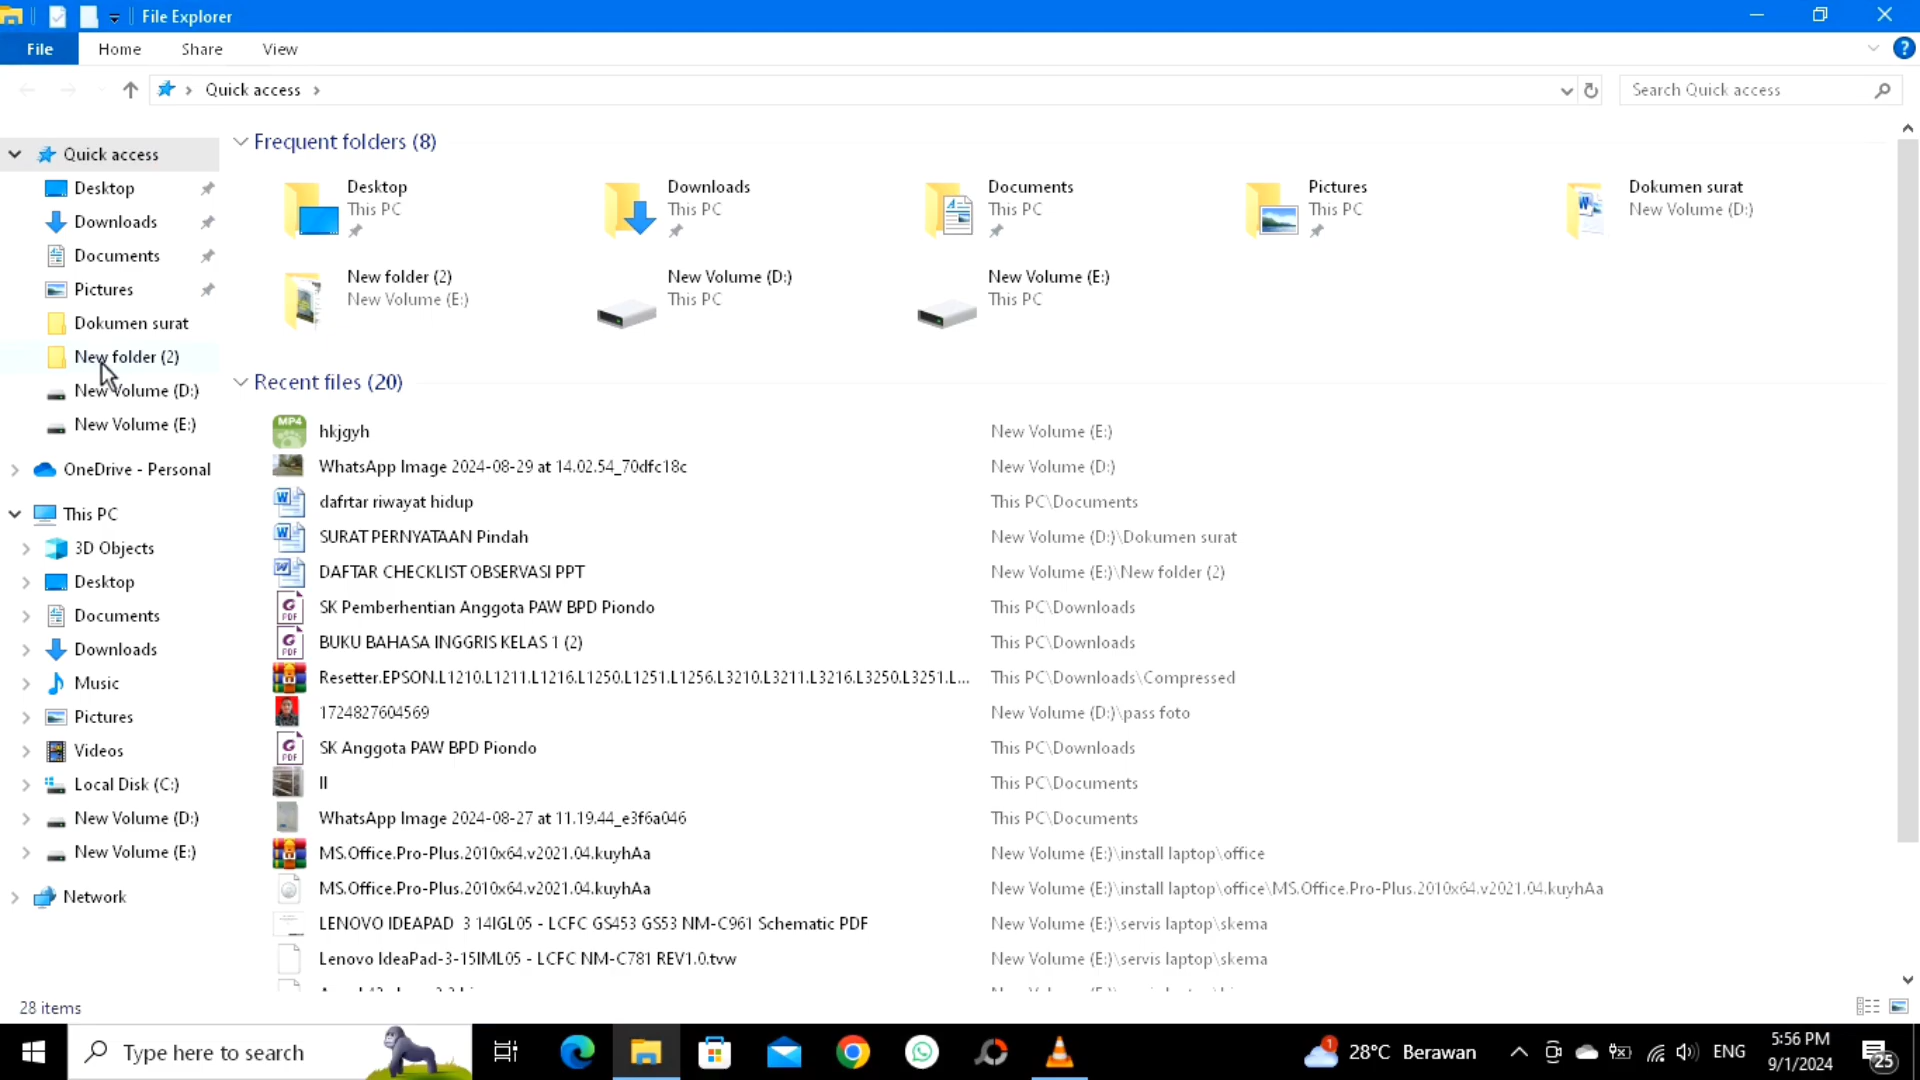 File Explorer
File Home Share View
Quick access
Search Quick access
Quick access
Desktop
Downloads
Documents
Pictures
Dokumen surat
New folder (2)
New Volume (D:)
New Volume (E:)
OneDrive - Personal
This PC
3D Objects
Desktop
Documents
Downloads
Music
Pictures
Videos
Local Disk (C:)
New Volume (D:)
New Volume (E:)
Network
Frequent folders (8)
Desktop
This PC
Downloads
This PC
Documents
This PC
Pictures
This PC
Dokumen surat
New Volume (D:)
New folder (2)
New Volume (E:)
New Volume (D:)
This PC
New Volume (E:)
This PC
Recent files (20)
hkjgyh New Volume (E:)
WhatsApp Image 2024-08-29 at 14.02.54_70dfc18c New Volume (D:)
dafrtar riwayat hidup This PC\Documents
SURAT PERNYATAAN Pindah New Volume (D:)\Dokumen surat
DAFTAR CHECKLIST OBSERVASI PPT New Volume (E:)\New folder (2)
SK Pemberhentian Anggota PAW BPD Piondo This PC\Downloads
BUKU BAHASA INGGRIS KELAS 1 (2) This PC\Downloads
Resetter.EPSON.L1210.L1211.L1216.L1250.L1251.L1256.L3210.L3211.L3216.L3250.L3251.L... This PC\Downloads\Compressed
1724827604569 New Volume (D:)\pass foto
SK Anggota PAW BPD Piondo This PC\Downloads
ll This PC\Documents
WhatsApp Image 2024-08-27 at 11.19.44_e3f6a046 This PC\Documents
MS.Office.Pro-Plus.2010x64.v2021.04.kuyhAa New Volume (E:)\install laptop\office
MS.Office.Pro-Plus.2010x64.v2021.04.kuyhAa New Volume (E:)\install laptop\office\MS.Office.Pro-Plus.2010x64.v2021.04.kuyhAa
LENOVO IDEAPAD 3 14IGL05 - LCFC GS453 GS53 NM-C961 Schematic PDF New Volume (E:)\servis laptop\skema
Lenovo IdeaPad-3-15IML05 - LCFC NM-C781 REV1.0.tvw New Volume (E:)\servis laptop\skema
28 items
Type here to search
28°C Berawan
ENG
5:56 PM
9/1/2024
25